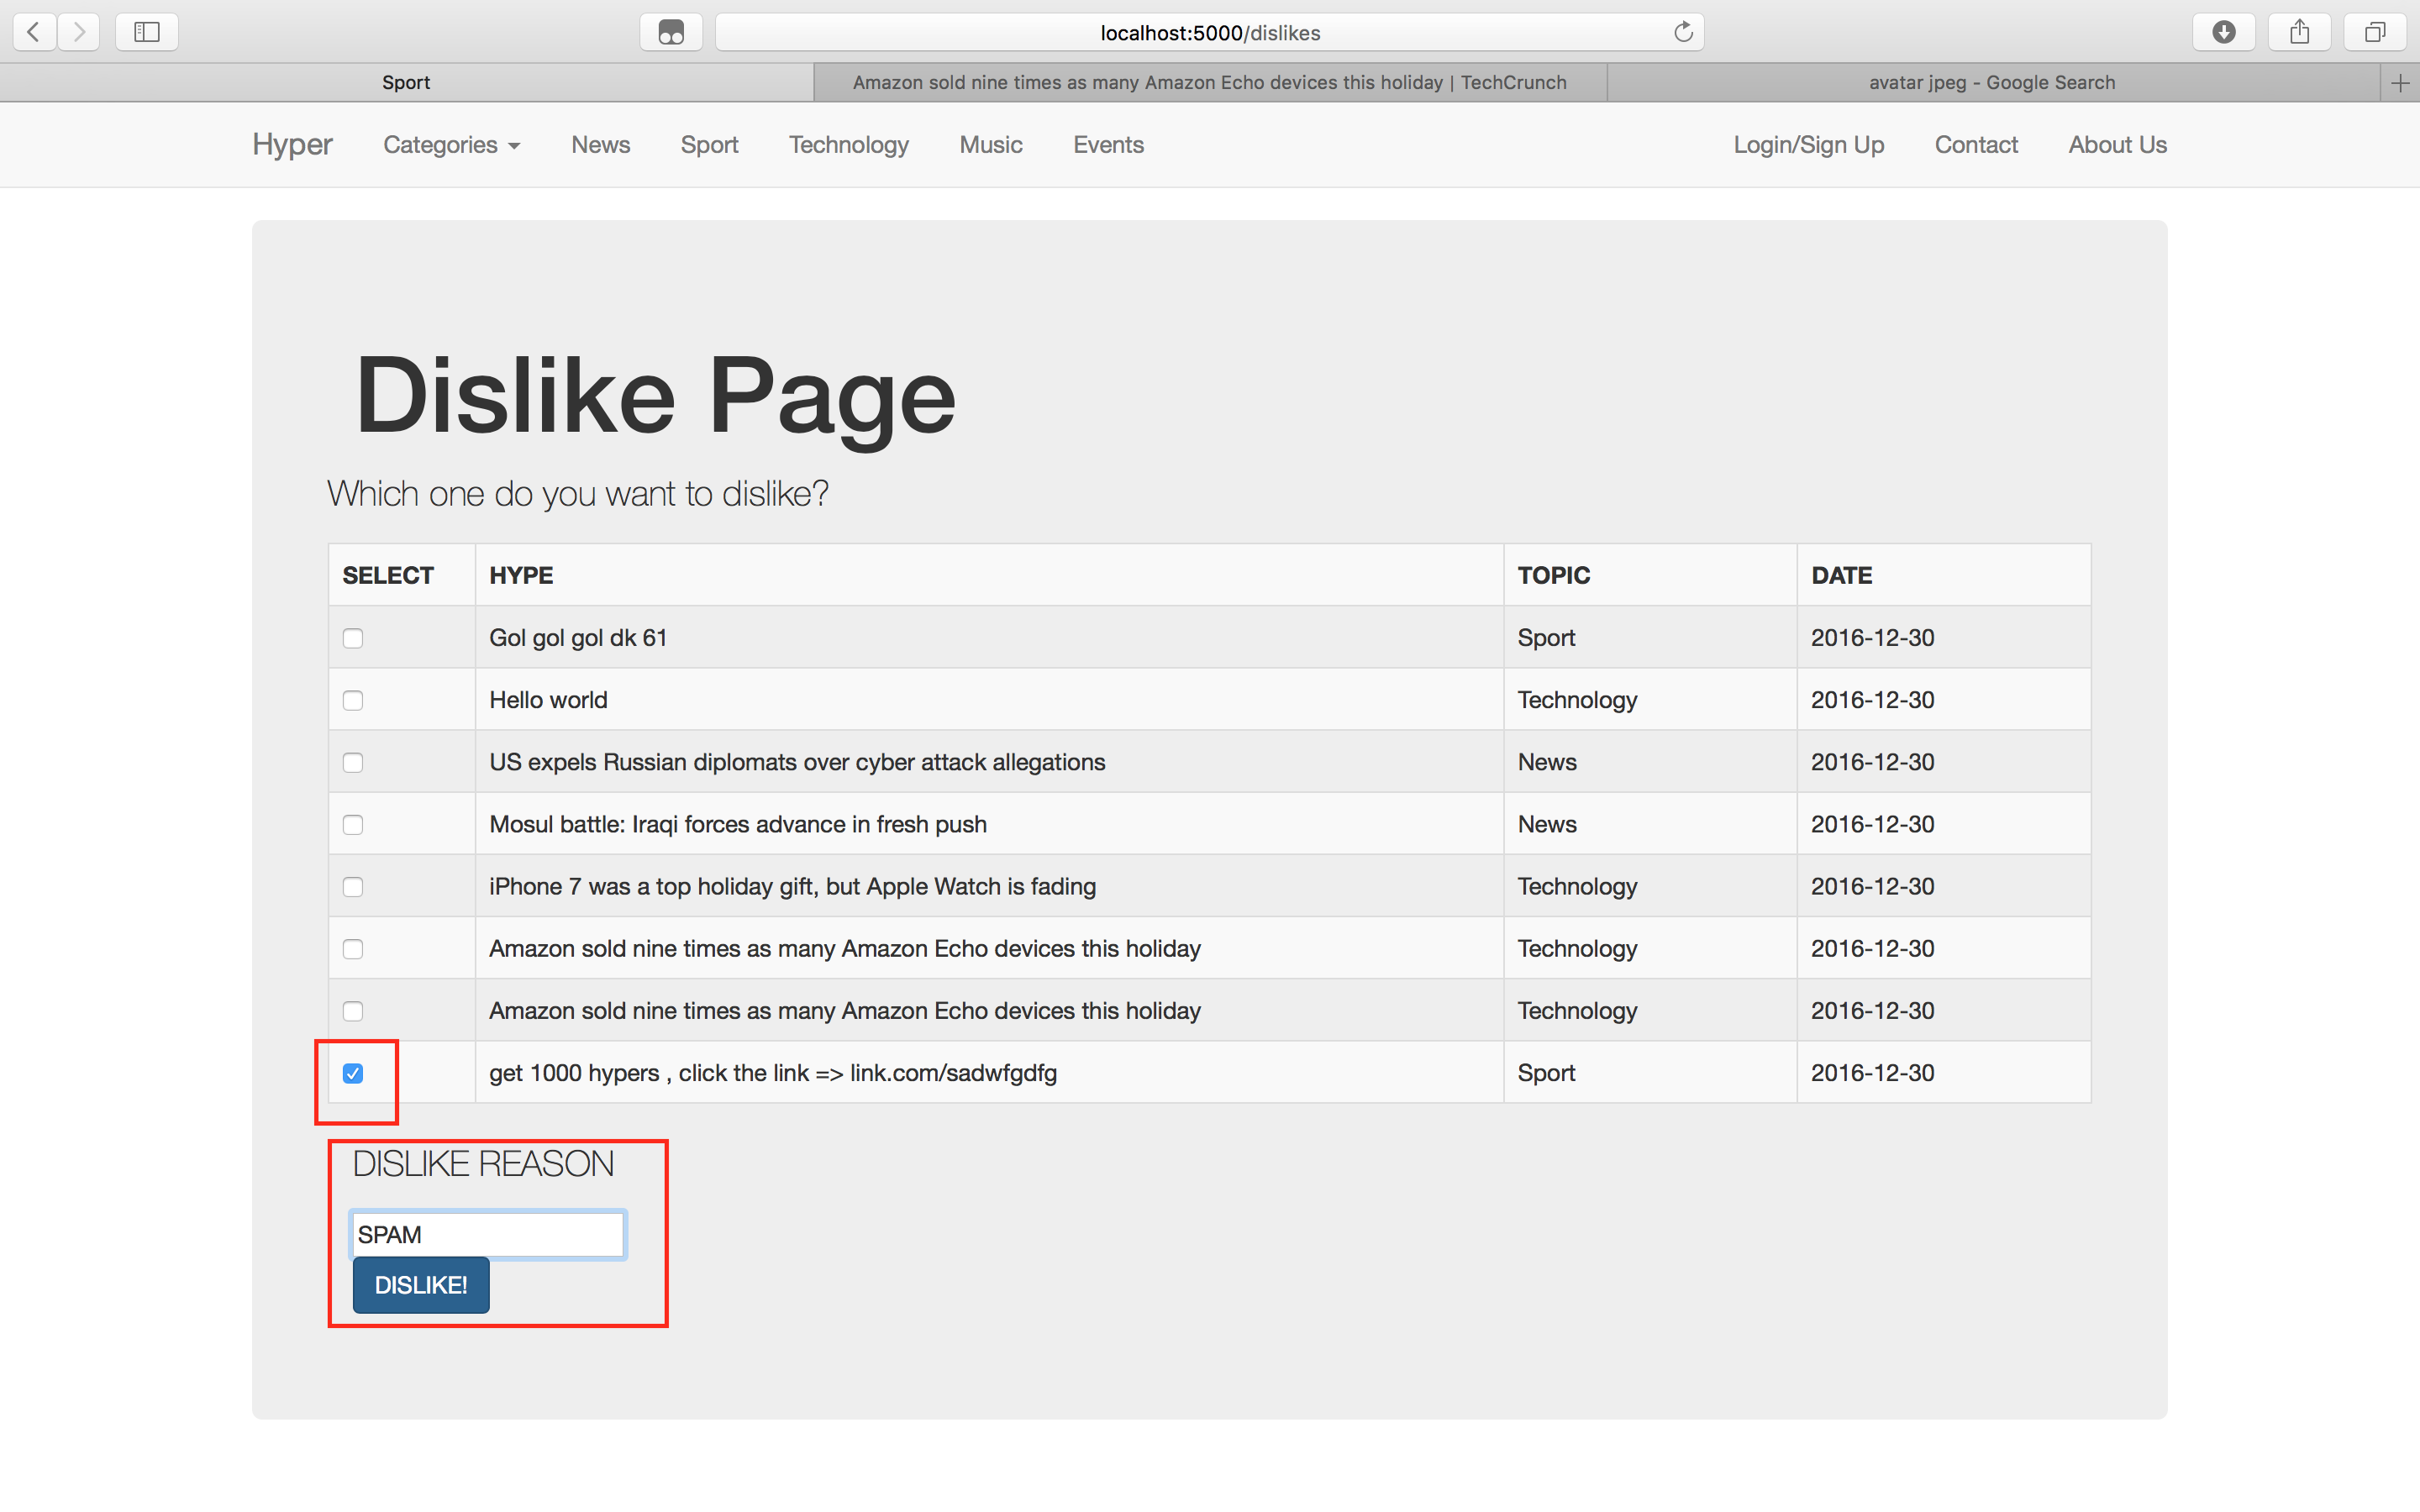 localhost:5000/dislikes
Sport
Amazon sold nine times as many Amazon Echo devices this holiday | TechCrunch
avatar jpeg - Google Search
Hyper Categories News Sport Technology Music Events Login/Sign Up Contact About Us
Dislike Page
Which one do you want to dislike?
SELECT HYPE TOPIC DATE
Gol gol gol dk 61 Sport 2016-12-30
Hello world Technology 2016-12-30
US expels Russian diplomats over cyber attack allegations News 2016-12-30
Mosul battle: Iraqi forces advance in fresh push News 2016-12-30
iPhone 7 was a top holiday gift, but Apple Watch is fading Technology 2016-12-30
Amazon sold nine times as many Amazon Echo devices this holiday Technology 2016-12-30
Amazon sold nine times as many Amazon Echo devices this holiday Technology 2016-12-30
get 1000 hypers , click the link => link.com/sadwfgdfg Sport 2016-12-30
DISLIKE REASON
SPAM
DISLIKE!